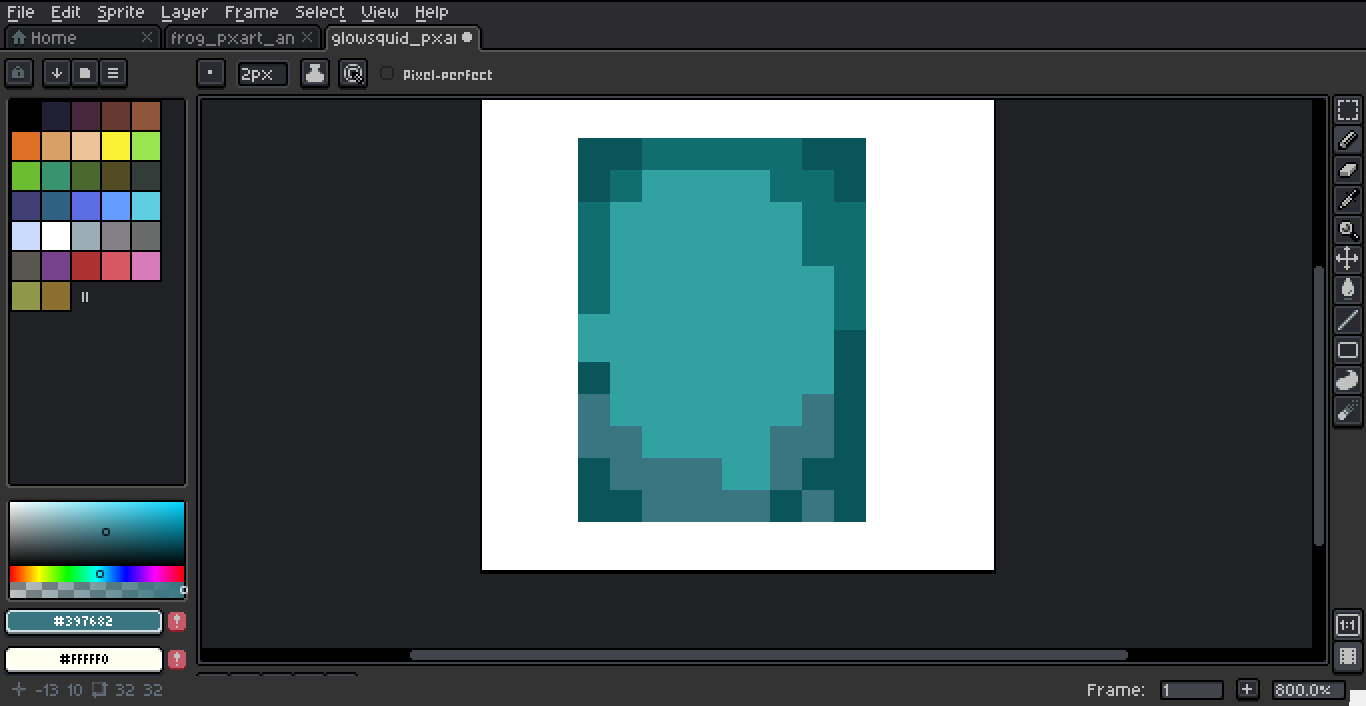 File Edit Sprite Layer Frame Select View Help
Home frog_pxart_an glowsquid_pxar
2px Pixel-perfect
#397682
#FFFFF0
1:1
-13 10 32 32 Frame: 1 800.0%